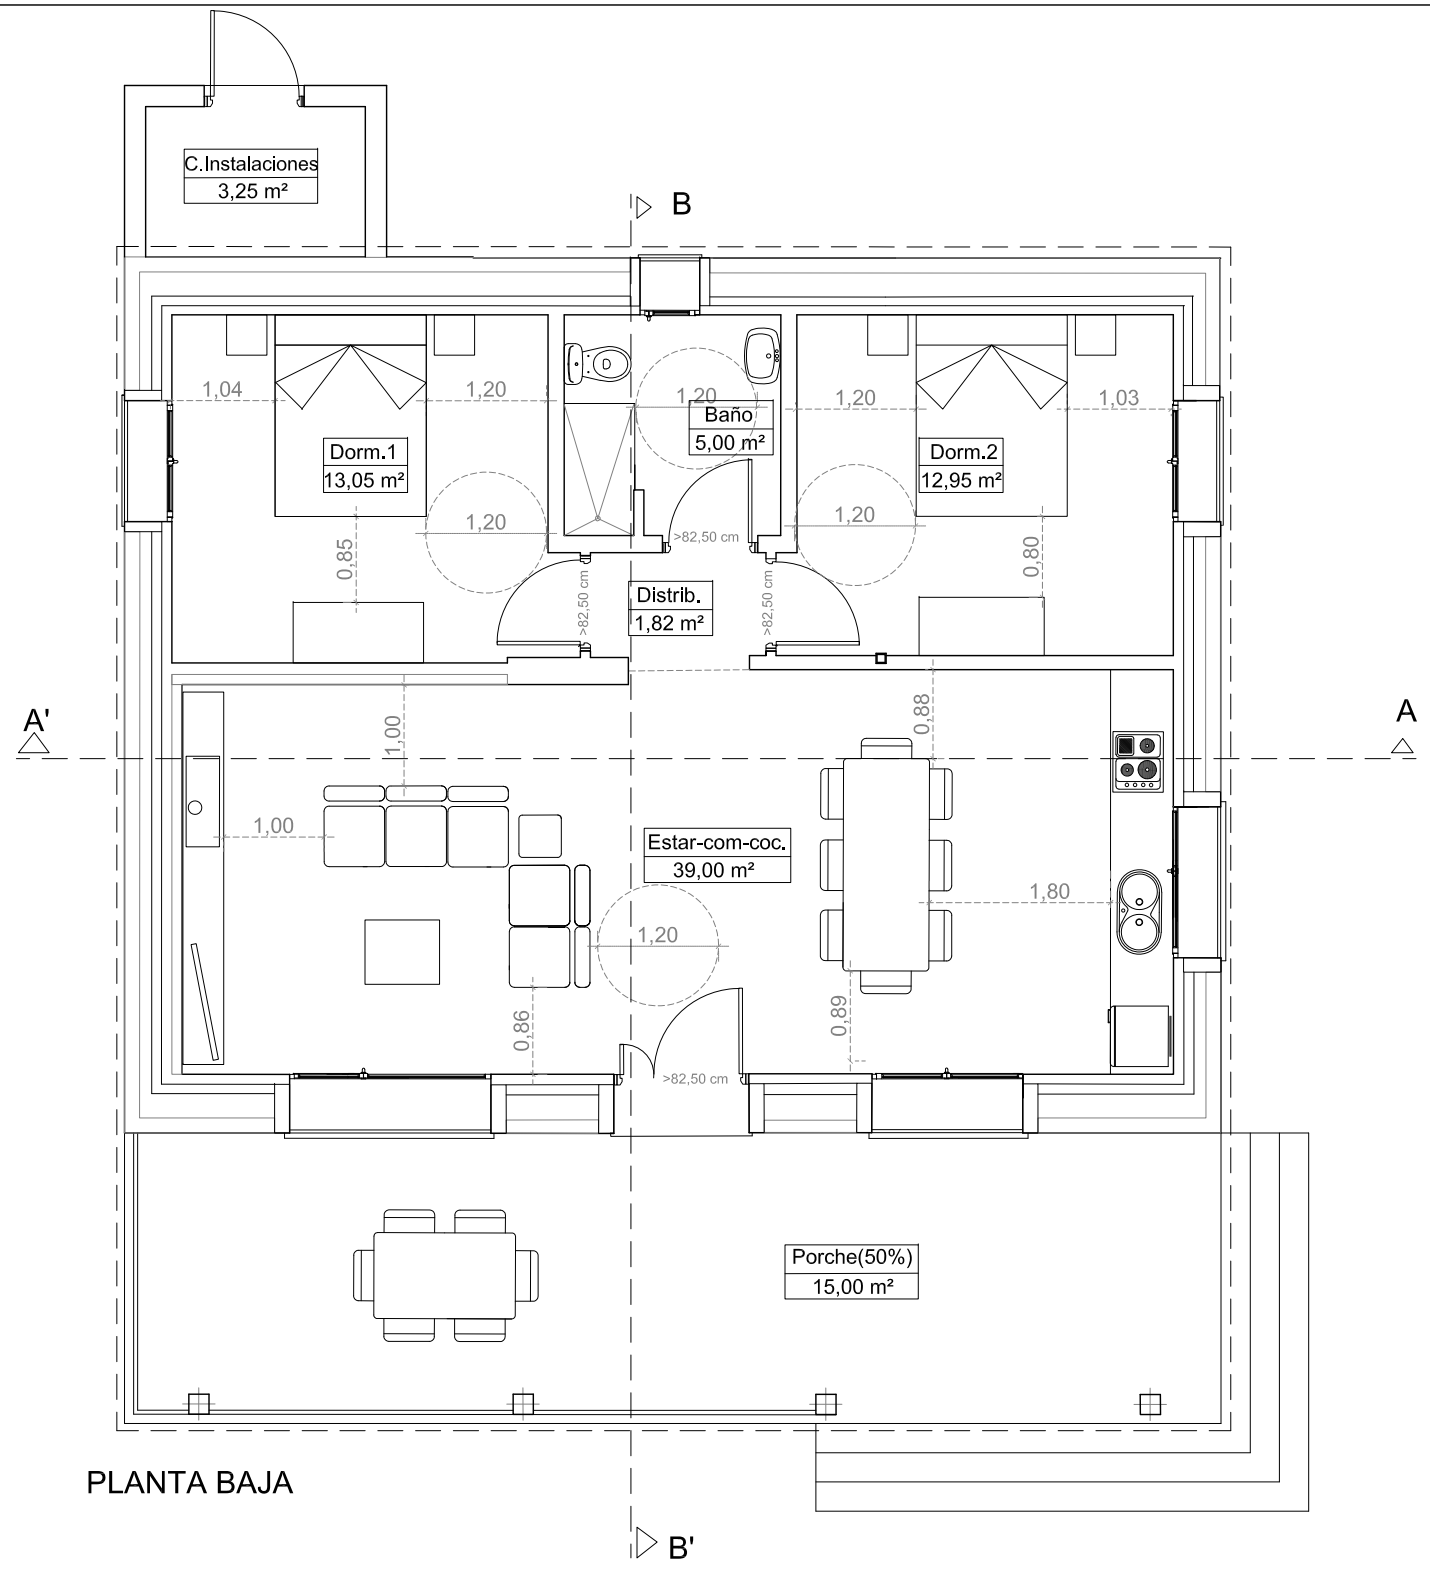 C.Instalaciones
3,25 m²
B
1,04
1,20
1,20
Baño
5,00 m²
1,20
1,03
Dorm.1
13,05 m²
Dorm.2
12,95 m²
1,20
1,20
0,85
>82,50 cm
0,80
>82,50 cm
Distrib.
1,82 m²
>82,50 cm
A'
1,00
0,88
A
1,00
Estar-com-coc.
39,00 m²
1,80
1,20
0,86
0,89
>82,50 cm
Porche(50%)
15,00 m²
PLANTA BAJA
B'